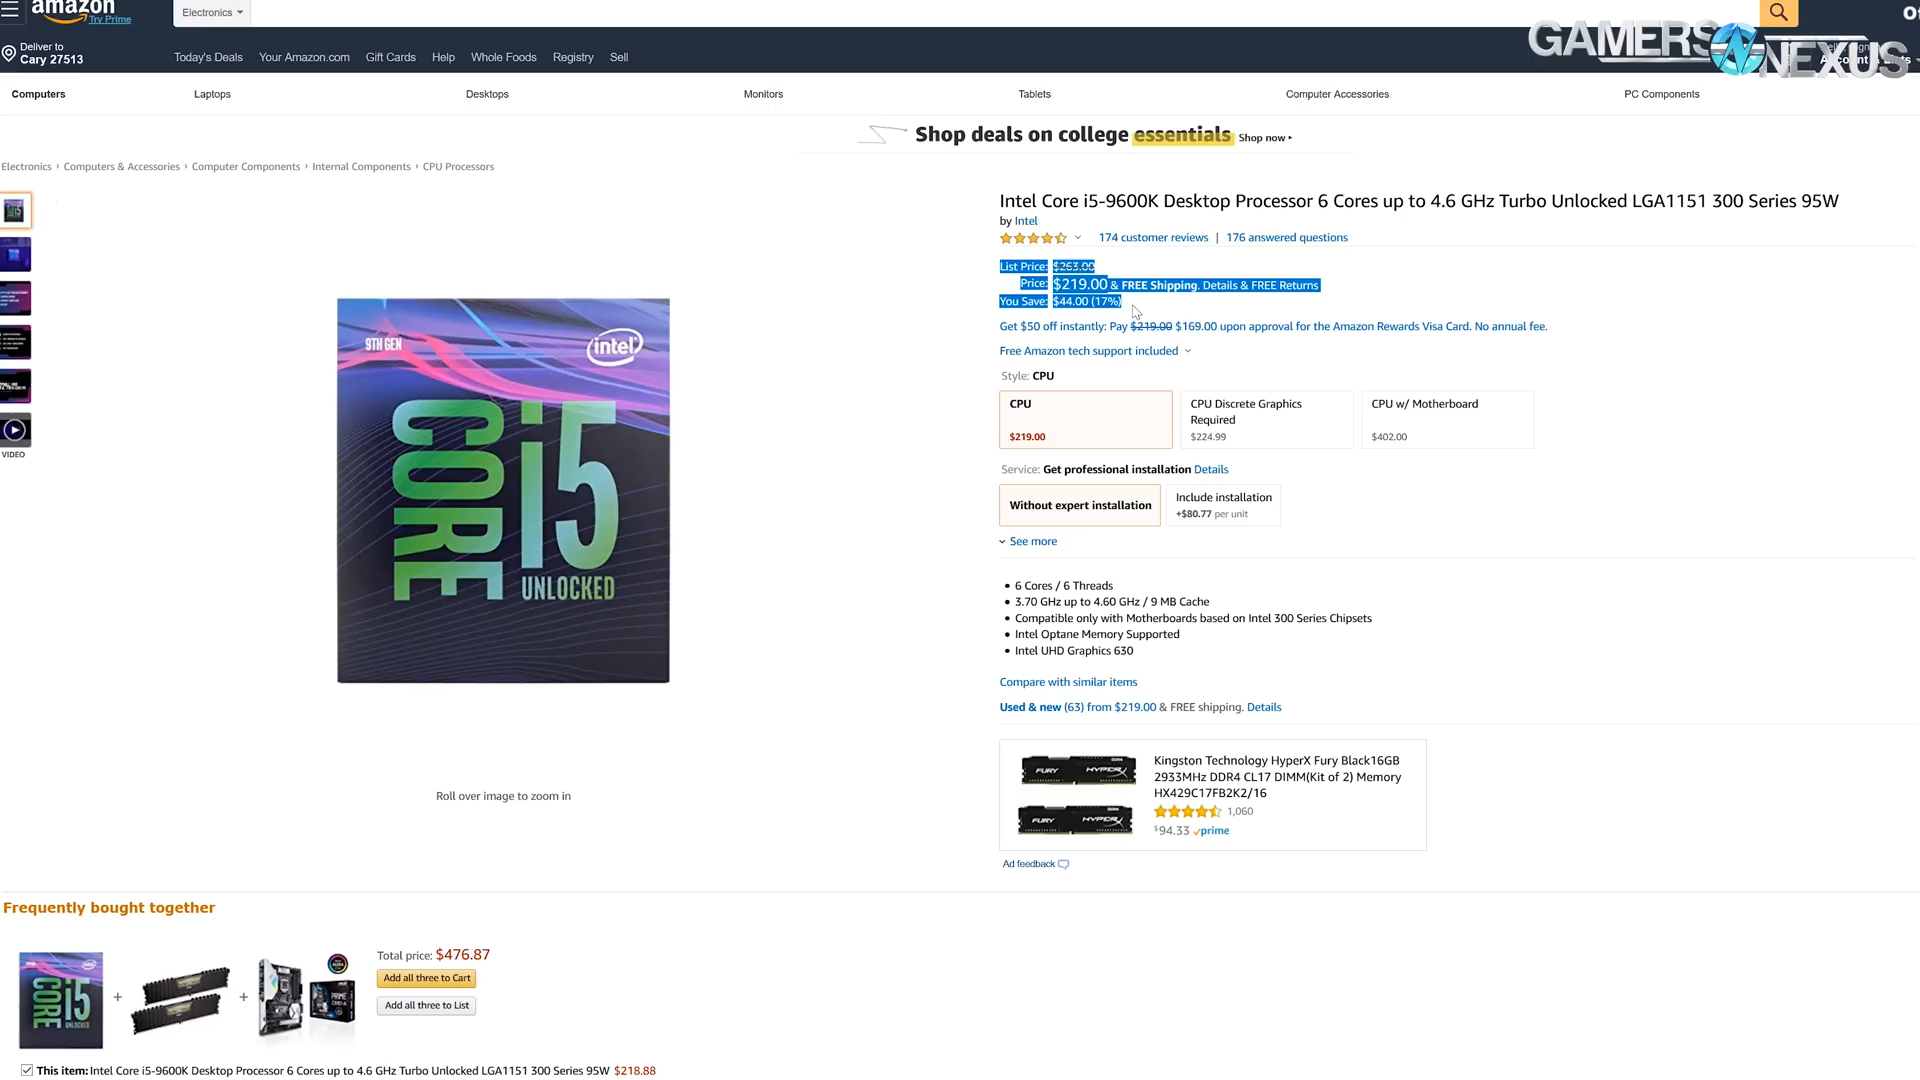 amazon
Try Prime
Electronics
Deliver to
Cary 27513
Today's Deals Your Amazon.com Gift Cards Help Whole Foods Registry Sell
GAMERS NEXUS
Computers Laptops Desktops Monitors Tablets Computer Accessories PC Components
Shop deals on college essentials Shop now
Electronics › Computers & Accessories › Computer Components › Internal Components › CPU Processors
Intel Core i5-9600K Desktop Processor 6 Cores up to 4.6 GHz Turbo Unlocked LGA1151 300 Series 95W
by Intel
174 customer reviews | 176 answered questions
List Price: $263.00
Price: $219.00 & FREE Shipping. Details & FREE Returns
You Save: $44.00 (17%)
Get $50 off instantly: Pay $219.00 $169.00 upon approval for the Amazon Rewards Visa Card. No annual fee.
Free Amazon tech support included
Style: CPU
CPU
$219.00
CPU Discrete Graphics
Required
$224.99
CPU w/ Motherboard
$402.00
Service: Get professional installation Details
Without expert installation
Include installation
+$80.77 per unit
See more
• 6 Cores / 6 Threads
• 3.70 GHz up to 4.60 GHz / 9 MB Cache
• Compatible only with Motherboards based on Intel 300 Series Chipsets
• Intel Optane Memory Supported
• Intel UHD Graphics 630
Compare with similar items
Used & new (63) from $219.00 & FREE shipping. Details
VIDEO
9TH GEN
intel
CORE
i5
UNLOCKED
Roll over image to zoom in
FURY HYPERX
FURY HYPERX
Kingston Technology HyperX Fury Black16GB
2933MHz DDR4 CL17 DIMM(Kit of 2) Memory
HX429C17FB2K2/16
1,060
$94.33 prime
Ad feedback
Frequently bought together
intel
CORE
i5
UNLOCKED
+
+
PRIME
Total price: $476.87
Add all three to Cart
Add all three to List
This item: Intel Core i5-9600K Desktop Processor 6 Cores up to 4.6 GHz Turbo Unlocked LGA1151 300 Series 95W $218.88